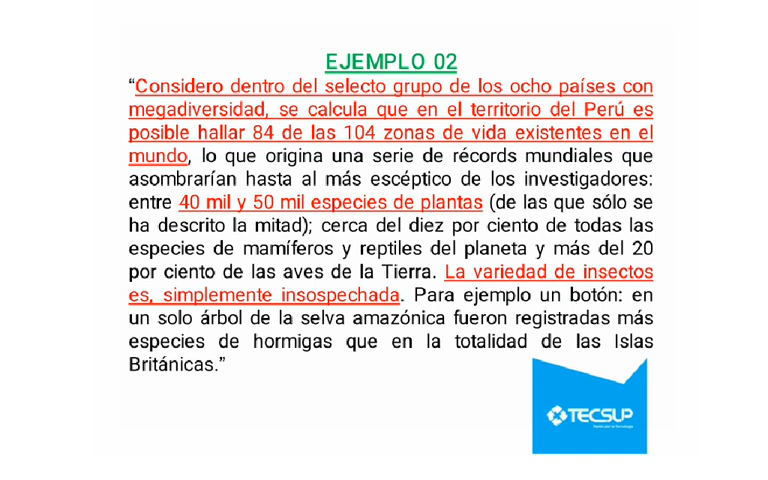 EJEMPLO 02
“Considero dentro del selecto grupo de los ocho países con
megadiversidad, se calcula que en el territorio del Perú es
posible hallar 84 de las 104 zonas de vida existentes en el
mundo, lo que origina una serie de récords mundiales que
asombrarían hasta al más escéptico de los investigadores:
entre 40 mil y 50 mil especies de plantas (de las que sólo se
ha descrito la mitad); cerca del diez por ciento de todas las
especies de mamíferos y reptiles del planeta y más del 20
por ciento de las aves de la Tierra. La variedad de insectos
es, simplemente insospechada. Para ejemplo un botón: en
un solo árbol de la selva amazónica fueron registradas más
especies de hormigas que en la totalidad de las Islas
Británicas.”
TECSUP